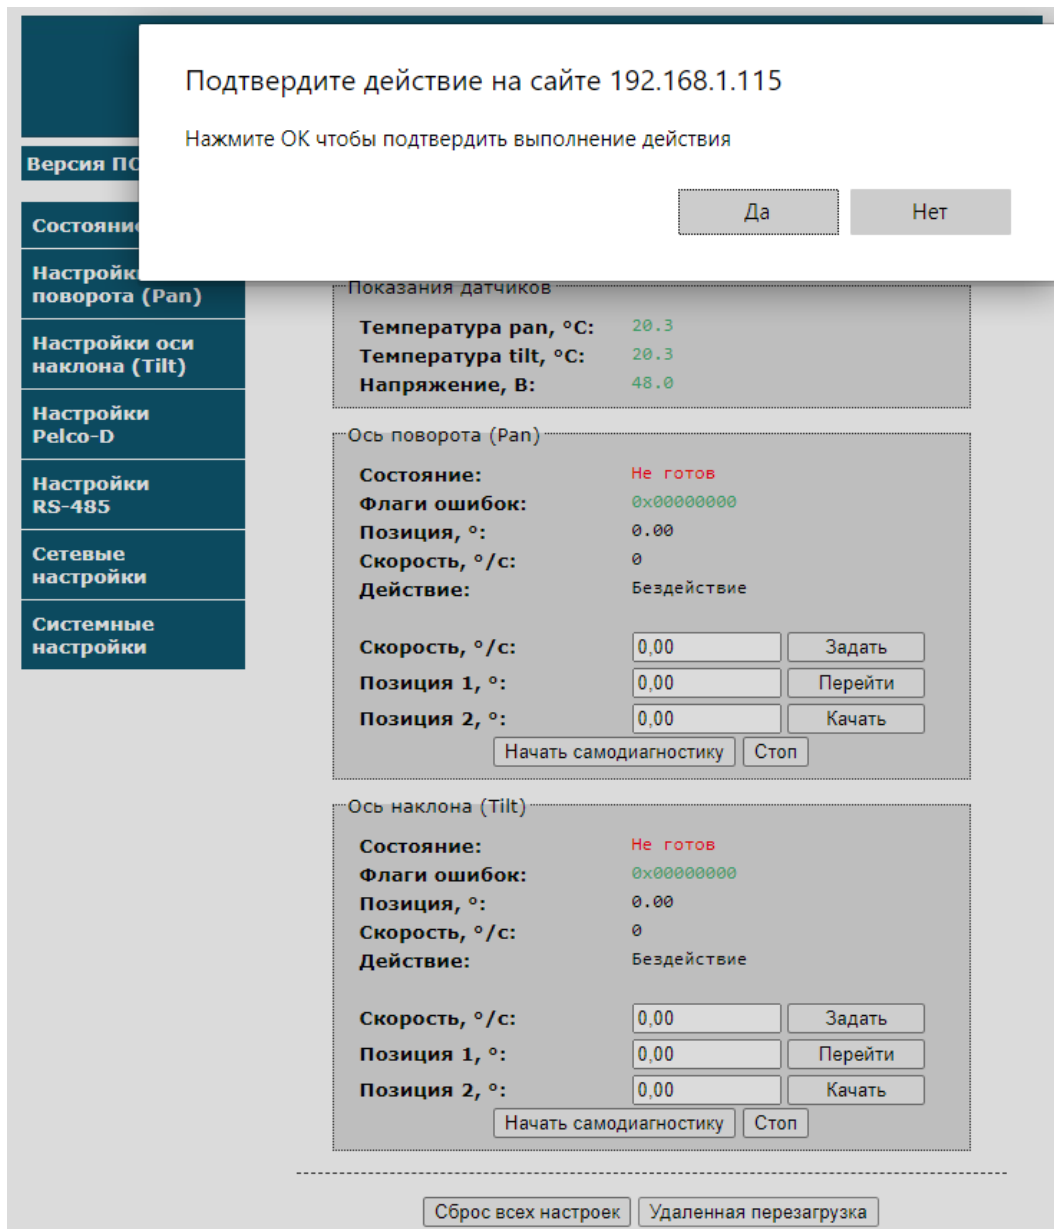 Подтвердите действие на сайте 192.168.1.115
Нажмите ОК чтобы подтвердить выполнение действия
Да Нет
Версия ПО
Состояние
Настройки
поворота (Pan)
Настройки оси
наклона (Tilt)
Настройки
Pelco-D
Настройки
RS-485
Сетевые
настройки
Системные
настройки
Показания датчиков
Температура pan, °C: 20.3
Температура tilt, °C: 20.3
Напряжение, В: 48.0
Ось поворота (Pan)
Состояние: Не готов
Флаги ошибок: 0x00000000
Позиция, °: 0.00
Скорость, °/с: 0
Действие: Бездействие
Скорость, °/с: 0,00 Задать
Позиция 1, °: 0,00 Перейти
Позиция 2, °: 0,00 Качать
Начать самодиагностику Стоп
Ось наклона (Tilt)
Состояние: Не готов
Флаги ошибок: 0x00000000
Позиция, °: 0.00
Скорость, °/с: 0
Действие: Бездействие
Скорость, °/с: 0,00 Задать
Позиция 1, °: 0,00 Перейти
Позиция 2, °: 0,00 Качать
Начать самодиагностику Стоп
Сброс всех настроек Удаленная перезагрузка